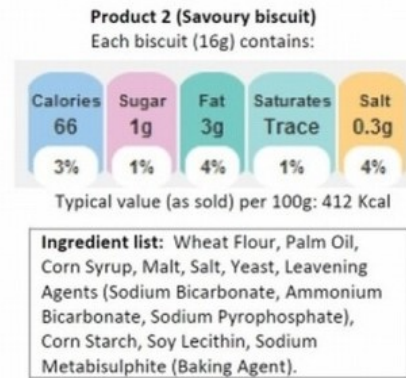 Product 2 (Savoury biscuit)
Each biscuit (16g) contains:
Calories Sugar Fat Saturates Salt
66 1g 3g Trace 0.3g
3% 1% 4% 1% 4%
Typical value (as sold) per 100g: 412 Kcal
Ingredient list: Wheat Flour, Palm Oil,
Corn Syrup, Malt, Salt, Yeast, Leavening
Agents (Sodium Bicarbonate, Ammonium
Bicarbonate, Sodium Pyrophosphate),
Corn Starch, Soy Lecithin, Sodium
Metabisulphite (Baking Agent).